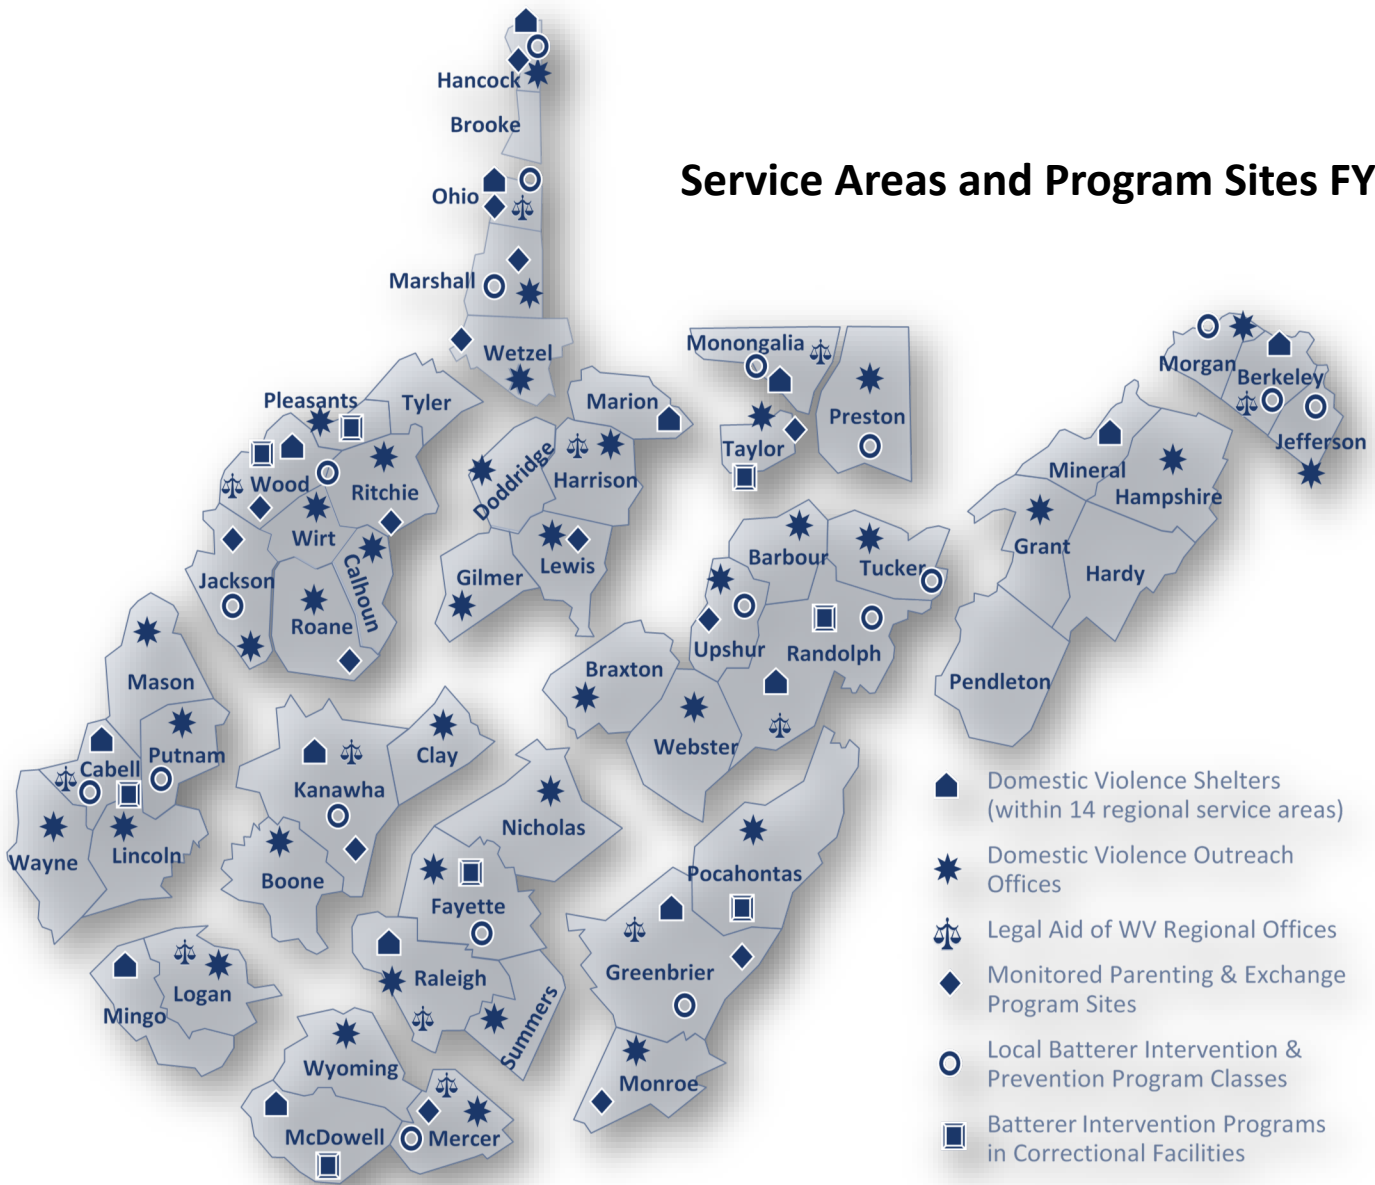 Hancock
Brooke
Service Areas and Program Sites FY
Ohio
Marshall
Wetzel
Monongalia
Morgan
Berkeley
Pleasants
Tyler
Marion
Preston
Jefferson
Taylor
Doddridge
Harrison
Mineral
Hampshire
Wood
Ritchie
Wirt
Grant
Barbour
Tucker
Lewis
Gilmer
Hardy
Jackson
Calhoun
Roane
Upshur
Randolph
Braxton
Pendleton
Mason
Webster
Putnam
Clay
Cabell
Kanawha
Nicholas
Wayne
Lincoln
Boone
Pocahontas
Fayette
Greenbrier
Raleigh
Logan
Mingo
Summers
Wyoming
Monroe
McDowell
Mercer
Domestic Violence Shelters
(within 14 regional service areas)
Domestic Violence Outreach
Offices
Legal Aid of WV Regional Offices
Monitored Parenting & Exchange
Program Sites
Local Batterer Intervention &
Prevention Program Classes
Batterer Intervention Programs
in Correctional Facilities